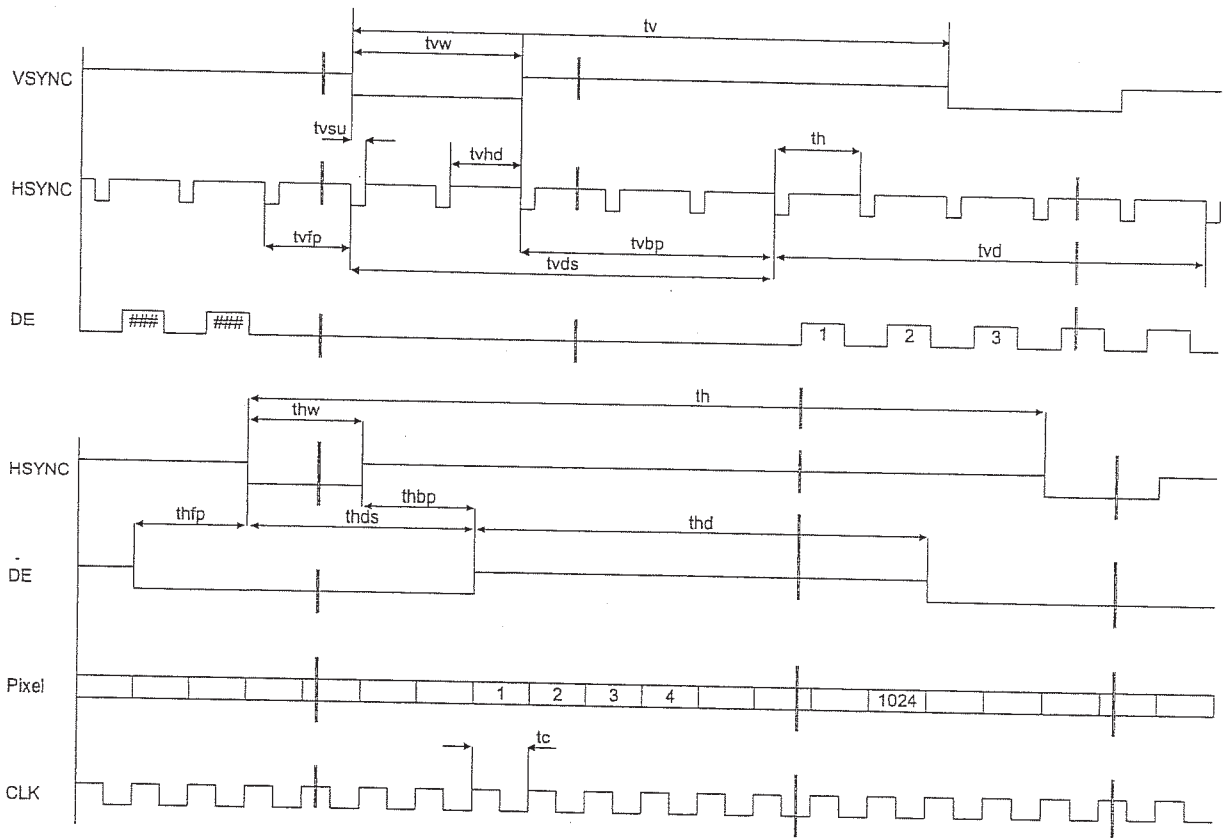 tv
tvw
VSYNC
tvsu
tvhd
th
HSYNC
tvfp
tvbp
tvds
tvd
DE
###
###
1
2
3
th
thw
HSYNC
thbp
thfp
thds
thd
DE
Pixel
1
2
3
4
1024
tc
CLK